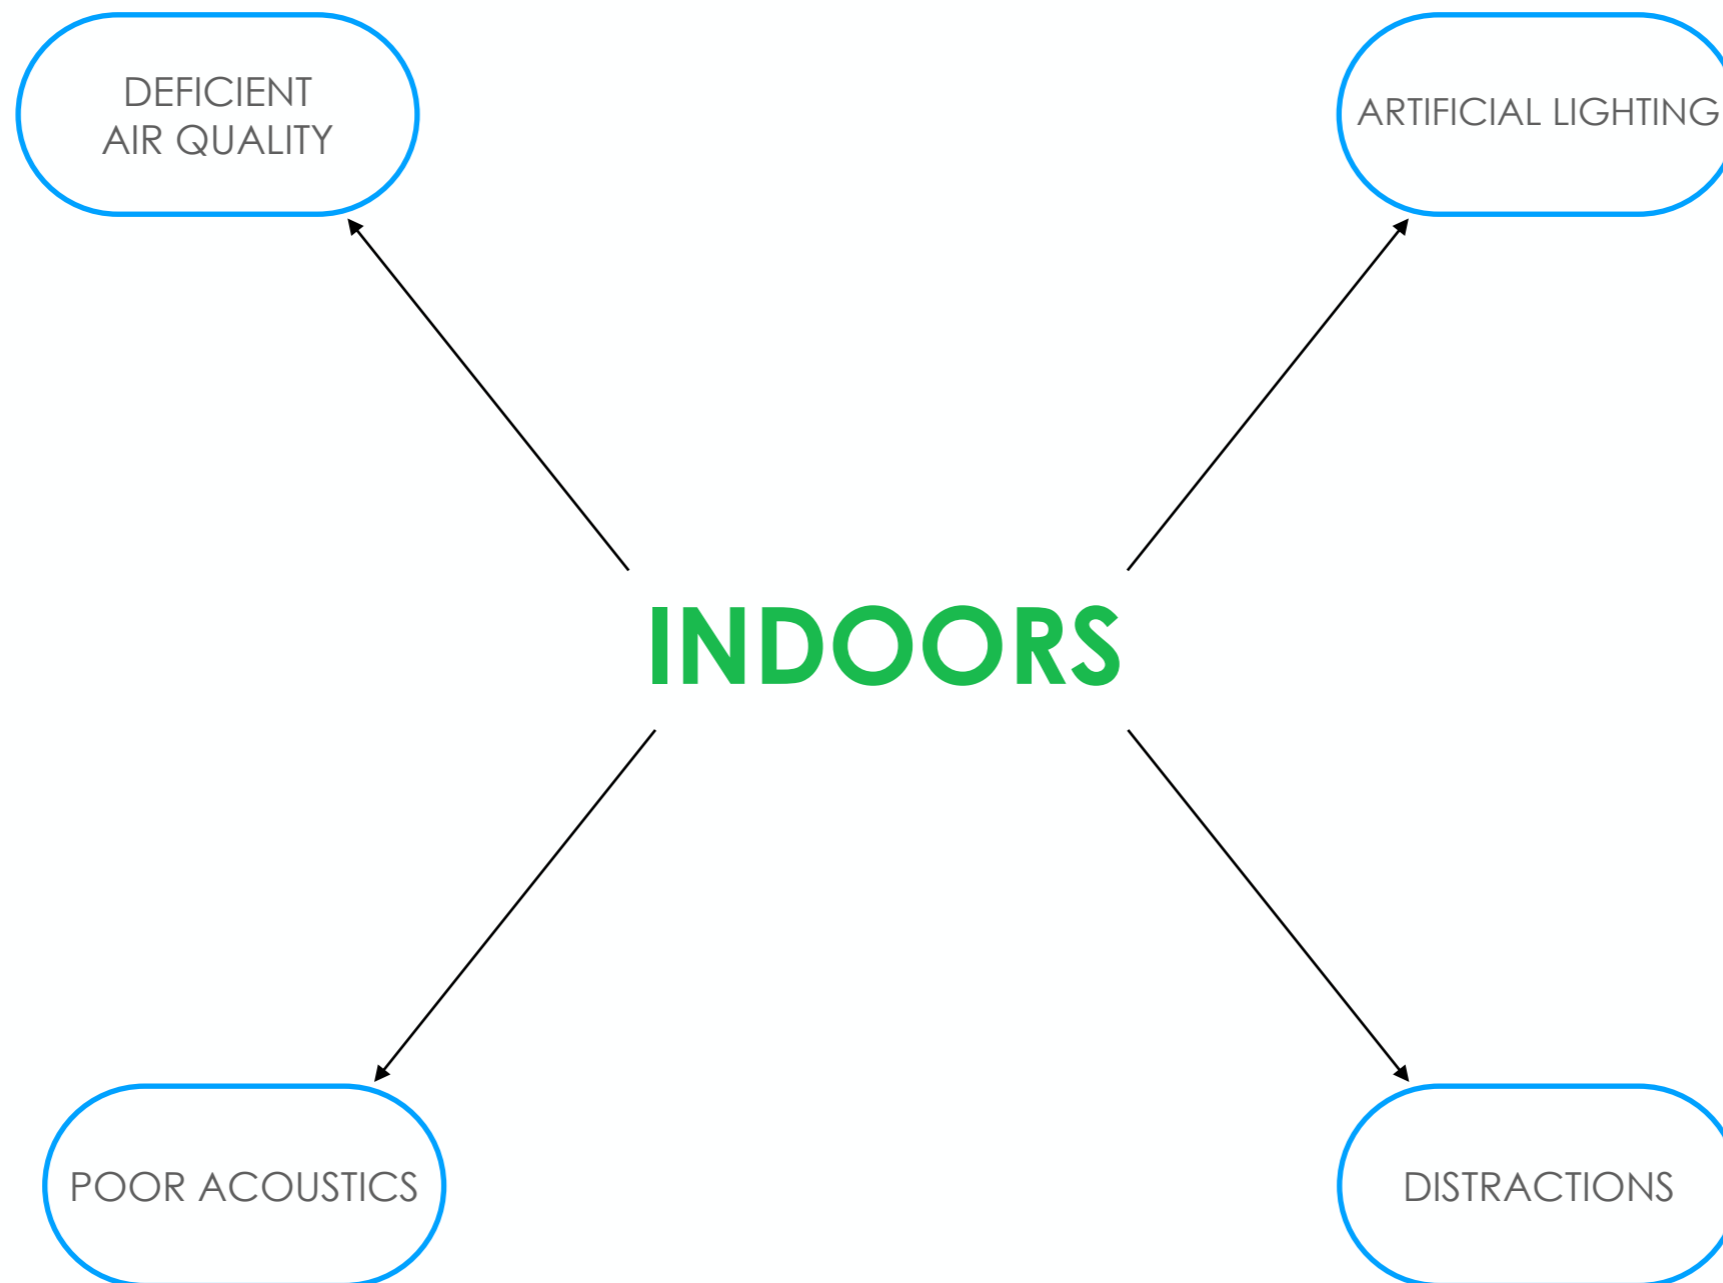 DEFICIENT
AIR QUALITY
ARTIFICIAL LIGHTING
INDOORS
POOR ACOUSTICS
DISTRACTIONS